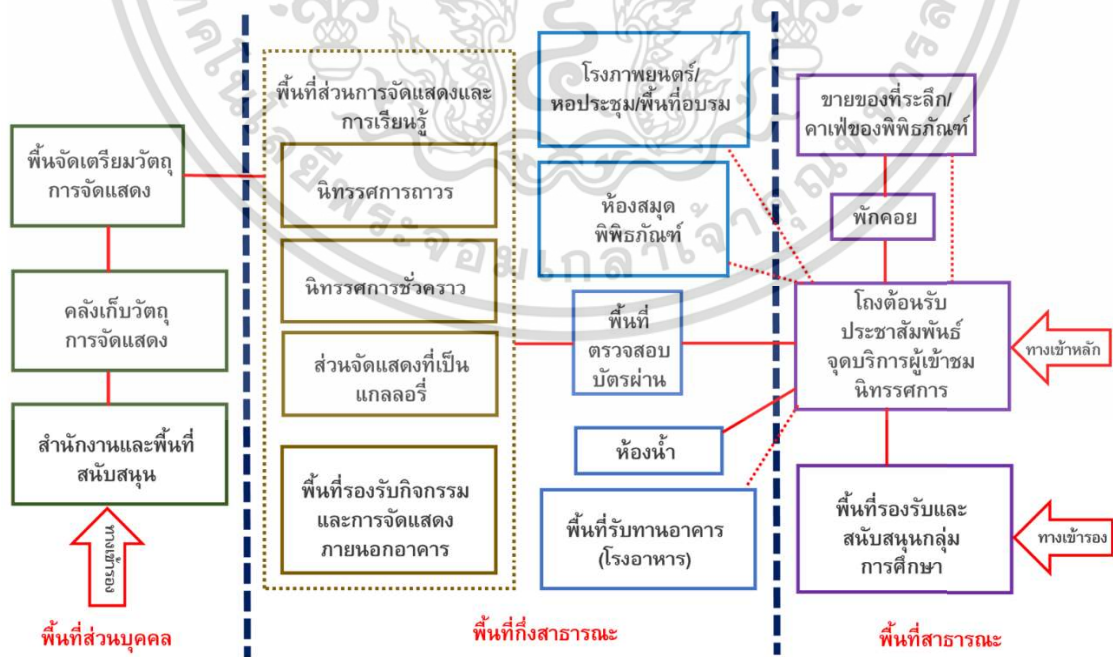 พื้นจัดเตรียมวัตถุ
การจัดแสดง
คลังเก็บวัตถุ
การจัดแสดง
สำนักงานและพื้นที่
สนับสนุน
ทางเข้ารอง
พื้นที่ส่วนบุคคล
พื้นที่ส่วนการจัดแสดงและ
การเรียนรู้
นิทรรศการถาวร
นิทรรศการชั่วคราว
ส่วนจัดแสดงที่เป็น
แกลลอรี่
พื้นที่รองรับกิจกรรม
และการจัดแสดง
ภายนอกอาคาร
โรงภาพยนตร์/
หอประชุม/พื้นที่อบรม
ห้องสมุด
พิพิธภัณฑ์
พื้นที่
ตรวจสอบ
บัตรผ่าน
ห้องน้ำ
พื้นที่รับทานอาคาร
(โรงอาหาร)
พื้นที่กึ่งสาธารณะ
ขายของที่ระลึก/
คาเฟ่ของพิพิธภัณฑ์
พักคอย
โถงต้อนรับ
ประชาสัมพันธ์
จุดบริการผู้เข้าชม
นิทรรศการ
ทางเข้าหลัก
พื้นที่รองรับและ
สนับสนุนกลุ่ม
การศึกษา
ทางเข้ารอง
พื้นที่สาธารณะ